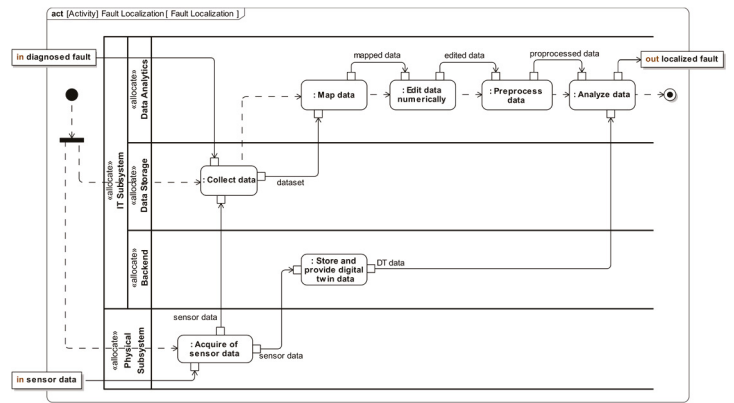 act [Activity] Fault Localization [ Fault Localization ]
in diagnosed fault
mapped data
edited data
proprocessed data
out localized fault
«allocate»
IT Subsystem
«allocate»
Data Analytics
: Map data
: Edit data
numerically
: Preprocess
data
: Analyze data
«allocate»
Data Storage
: Collect data
dataset
«allocate»
Backend
: Store and
provide digital
twin data
DT data
«allocate»
Physical
Subsystem
sensor data
: Acquire of
sensor data
sensor data
in sensor data